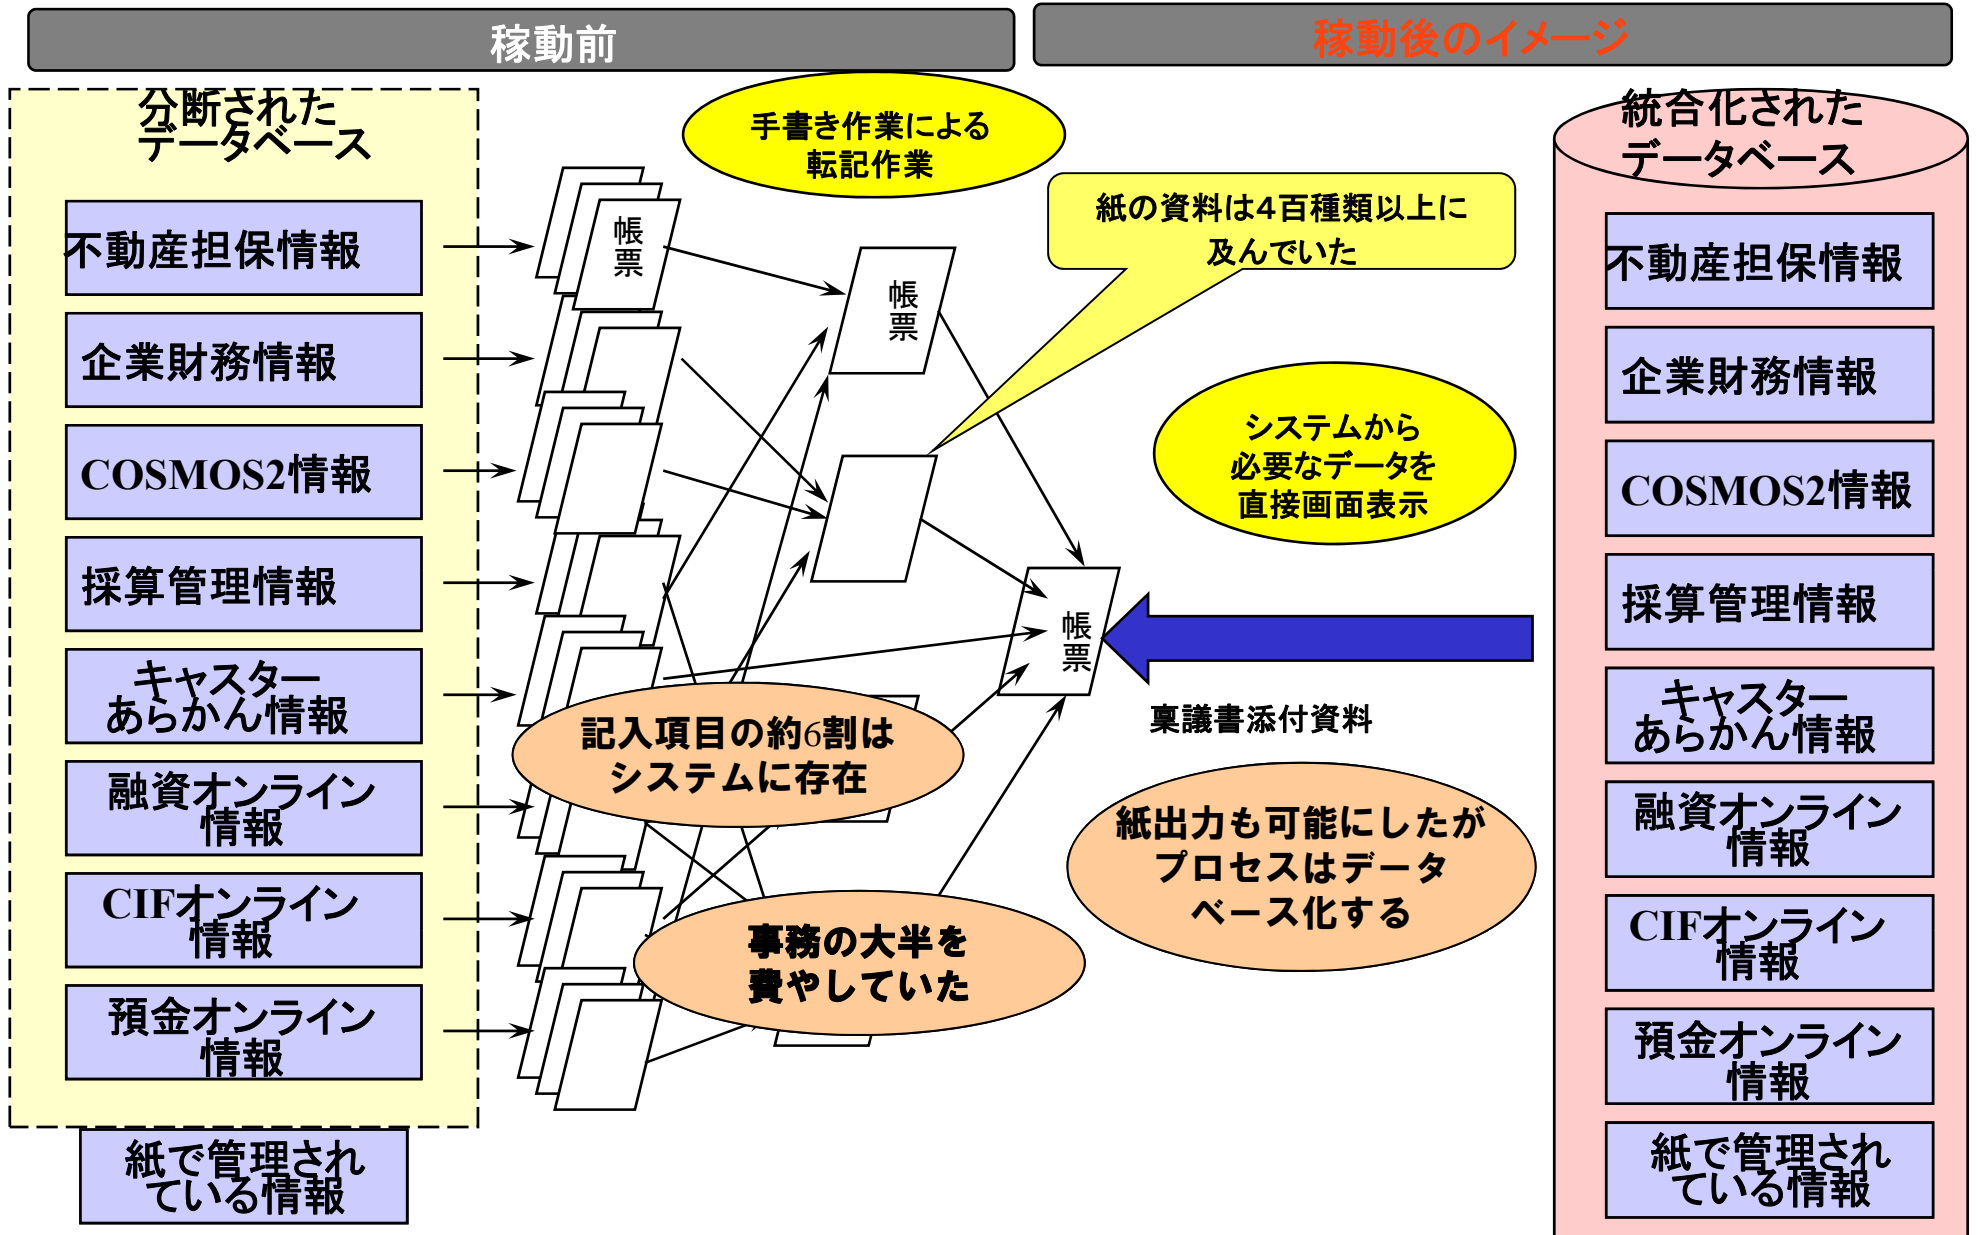 稼動前
稼動後のイメージ
分断された
データベース
不動産担保情報
企業財務情報
COSMOS2情報
採算管理情報
キャスター
あらかん情報
融資オンライン
情報
CIFオンライン
情報
預金オンライン
情報
紙で管理され
ている情報
手書き作業による
転記作業
帳
票
帳
票
帳
票
紙の資料は4百種類以上に
及んでいた
システムから
必要なデータを
直接画面表示
稟議書添付資料
記入項目の約6割は
システムに存在
事務の大半を
費やしていた
紙出力も可能にしたが
プロセスはデータ
ベース化する
統合化された
データベース
不動産担保情報
企業財務情報
COSMOS2情報
採算管理情報
キャスター
あらかん情報
融資オンライン
情報
CIFオンライン
情報
預金オンライン
情報
紙で管理され
ている情報